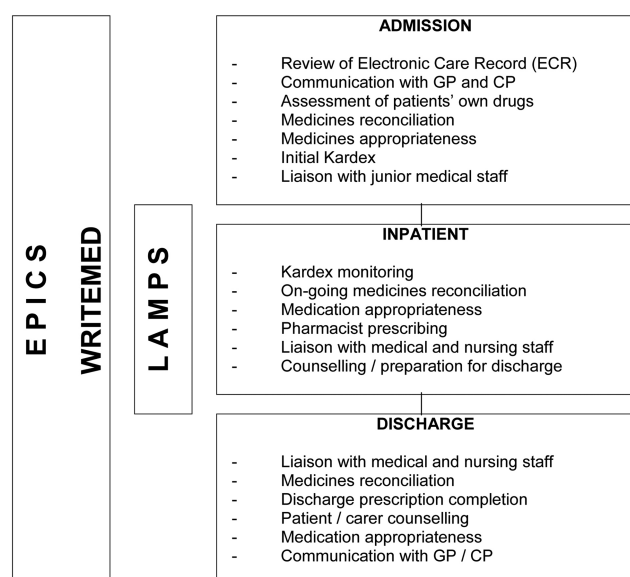 E P I C S
WRITEMED
L A M P S
ADMISSION
- Review of Electronic Care Record (ECR)
- Communication with GP and CP
- Assessment of patients' own drugs
- Medicines reconciliation
- Medicines appropriateness
- Initial Kardex
- Liaison with junior medical staff
INPATIENT
- Kardex monitoring
- On-going medicines reconciliation
- Medication appropriateness
- Pharmacist prescribing
- Liaison with medical and nursing staff
- Counselling / preparation for discharge
DISCHARGE
- Liaison with medical and nursing staff
- Medicines reconciliation
- Discharge prescription completion
- Patient / carer counselling
- Medication appropriateness
- Communication with GP / CP